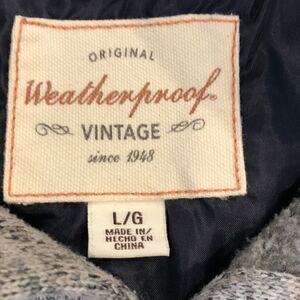 ORIGINAL
Weatherproof®
VINTAGE
since 1948
L/G
MADE IN/
HECHO EN
CHINA